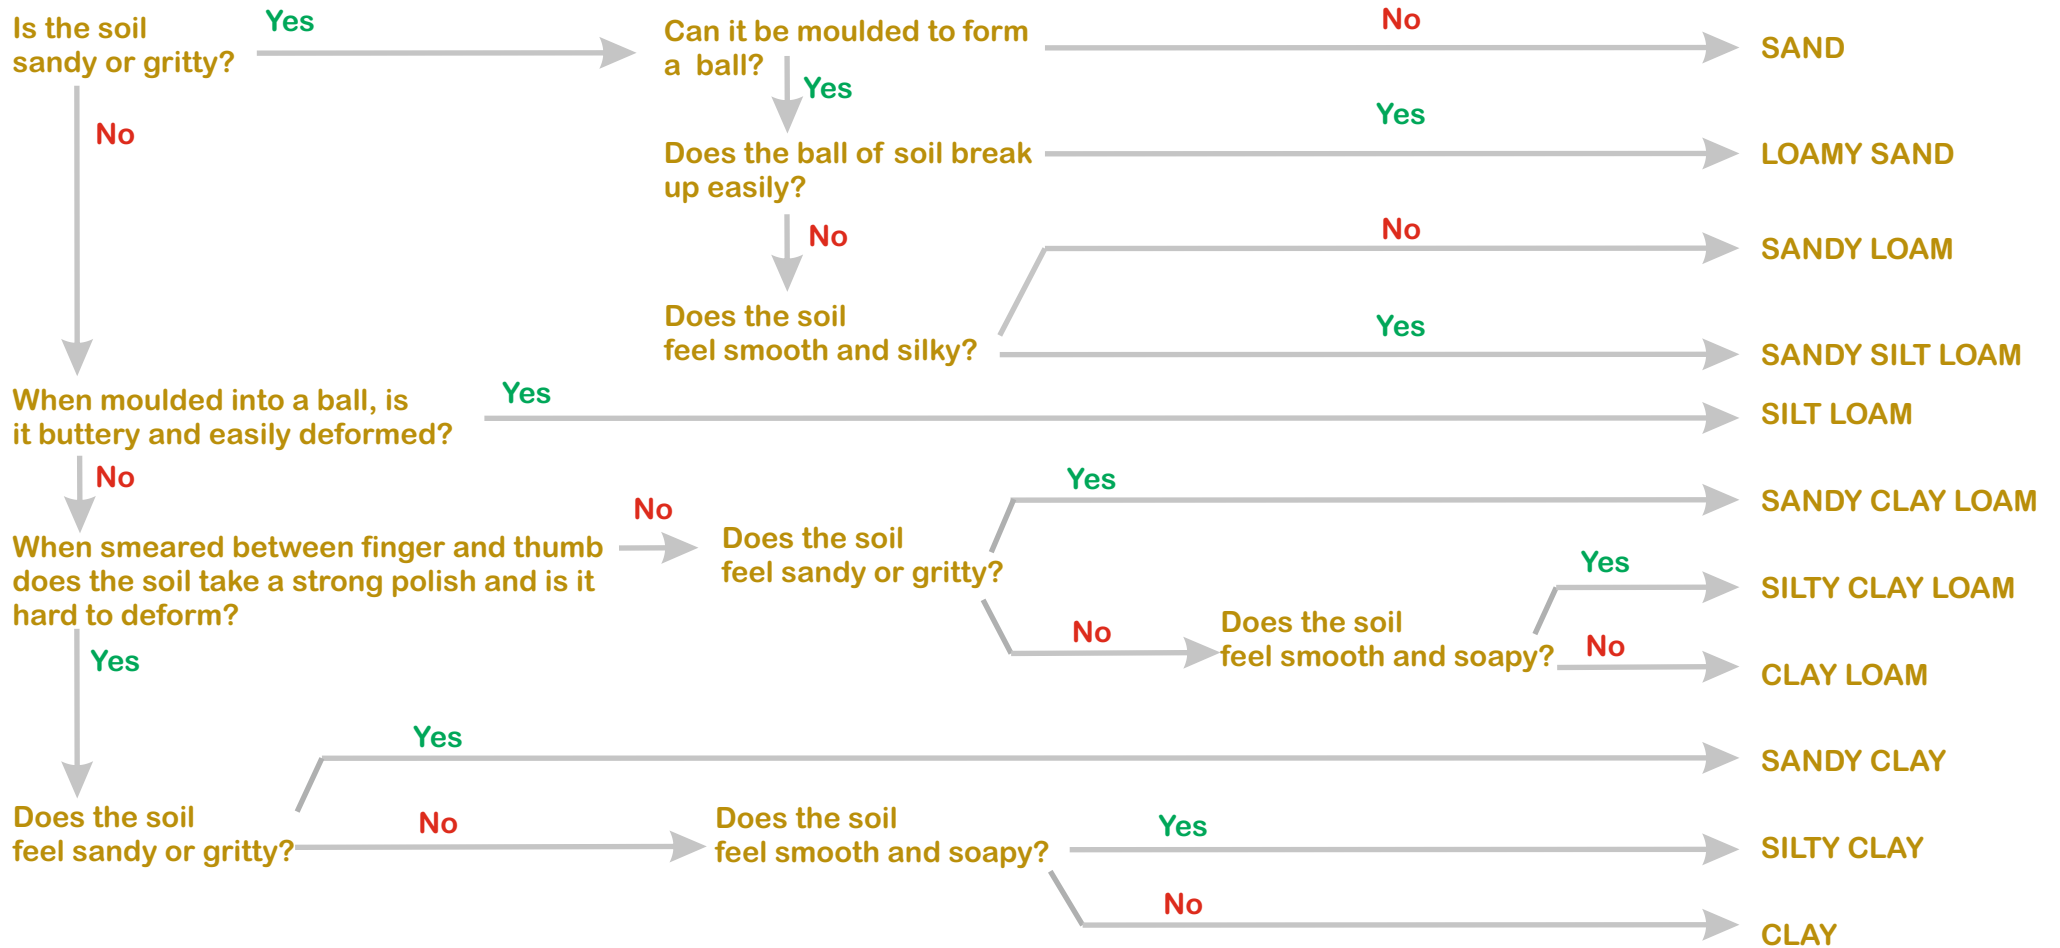 Is the soil
sandy or gritty?
Yes
Can it be moulded to form
a ball?
No
SAND
Yes
No
Does the ball of soil break
up easily?
Yes
LOAMY SAND
No
No
SANDY LOAM
Does the soil
feel smooth and silky?
Yes
SANDY SILT LOAM
When moulded into a ball, is
it buttery and easily deformed?
Yes
SILT LOAM
No
When smeared between finger and thumb
does the soil take a strong polish and is it
hard to deform?
No
Does the soil
feel sandy or gritty?
Yes
SANDY CLAY LOAM
No
Does the soil
feel smooth and soapy?
Yes
SILTY CLAY LOAM
No
CLAY LOAM
Yes
Does the soil
feel sandy or gritty?
Yes
SANDY CLAY
No
Does the soil
feel smooth and soapy?
Yes
SILTY CLAY
No
CLAY